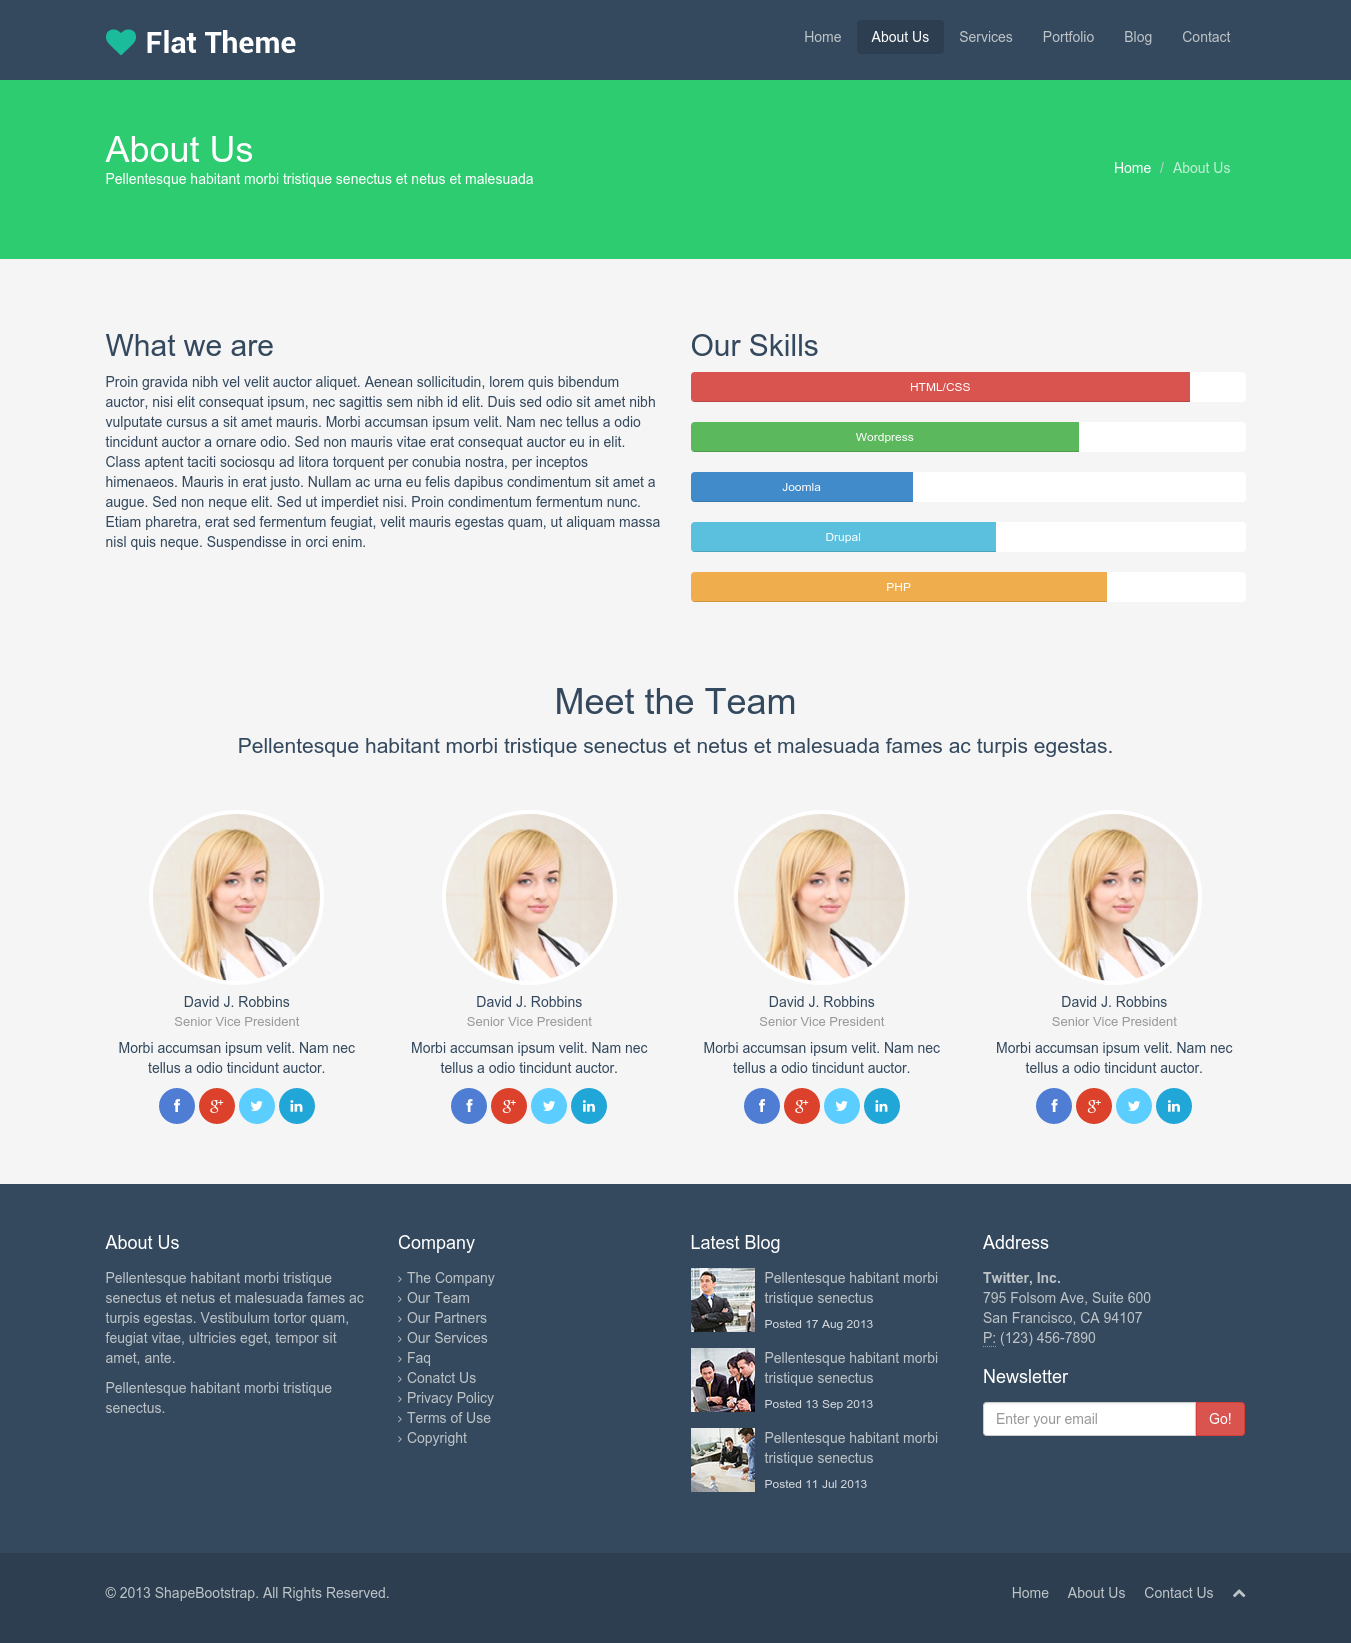 Flat Theme
Home
About Us
Services
Portfolio
Blog
Contact
About Us
Pellentesque habitant morbi tristique senectus et netus et malesuada
Home / About Us
What we are
Proin gravida nibh vel velit auctor aliquet. Aenean sollicitudin, lorem quis bibendum
auctor, nisi elit consequat ipsum, nec sagittis sem nibh id elit. Duis sed odio sit amet nibh
vulputate cursus a sit amet mauris. Morbi accumsan ipsum velit. Nam nec tellus a odio
tincidunt auctor a ornare odio. Sed non mauris vitae erat consequat auctor eu in elit.
Class aptent taciti sociosqu ad litora torquent per conubia nostra, per inceptos
himenaeos. Mauris in erat justo. Nullam ac urna eu felis dapibus condimentum sit amet a
augue. Sed non neque elit. Sed ut imperdiet nisi. Proin condimentum fermentum nunc.
Etiam pharetra, erat sed fermentum feugiat, velit mauris egestas quam, ut aliquam massa
nisl quis neque. Suspendisse in orci enim.
Our Skills
HTML/CSS
Wordpress
Joomla
Drupal
PHP
Meet the Team
Pellentesque habitant morbi tristique senectus et netus et malesuada fames ac turpis egestas.
David J. Robbins
Senior Vice President
Morbi accumsan ipsum velit. Nam nec
tellus a odio tincidunt auctor.
David J. Robbins
Senior Vice President
Morbi accumsan ipsum velit. Nam nec
tellus a odio tincidunt auctor.
David J. Robbins
Senior Vice President
Morbi accumsan ipsum velit. Nam nec
tellus a odio tincidunt auctor.
David J. Robbins
Senior Vice President
Morbi accumsan ipsum velit. Nam nec
tellus a odio tincidunt auctor.
About Us
Pellentesque habitant morbi tristique
senectus et netus et malesuada fames ac
turpis egestas. Vestibulum tortor quam,
feugiat vitae, ultricies eget, tempor sit
amet, ante.
Pellentesque habitant morbi tristique
senectus.
Company
› The Company
› Our Team
› Our Partners
› Our Services
› Faq
› Conatct Us
› Privacy Policy
› Terms of Use
› Copyright
Latest Blog
Pellentesque habitant morbi
tristique senectus
Posted 17 Aug 2013
Pellentesque habitant morbi
tristique senectus
Posted 13 Sep 2013
Pellentesque habitant morbi
tristique senectus
Posted 11 Jul 2013
Address
Twitter, Inc.
795 Folsom Ave, Suite 600
San Francisco, CA 94107
P: (123) 456-7890
Newsletter
Enter your email
Go!
© 2013 ShapeBootstrap. All Rights Reserved.
Home
About Us
Contact Us